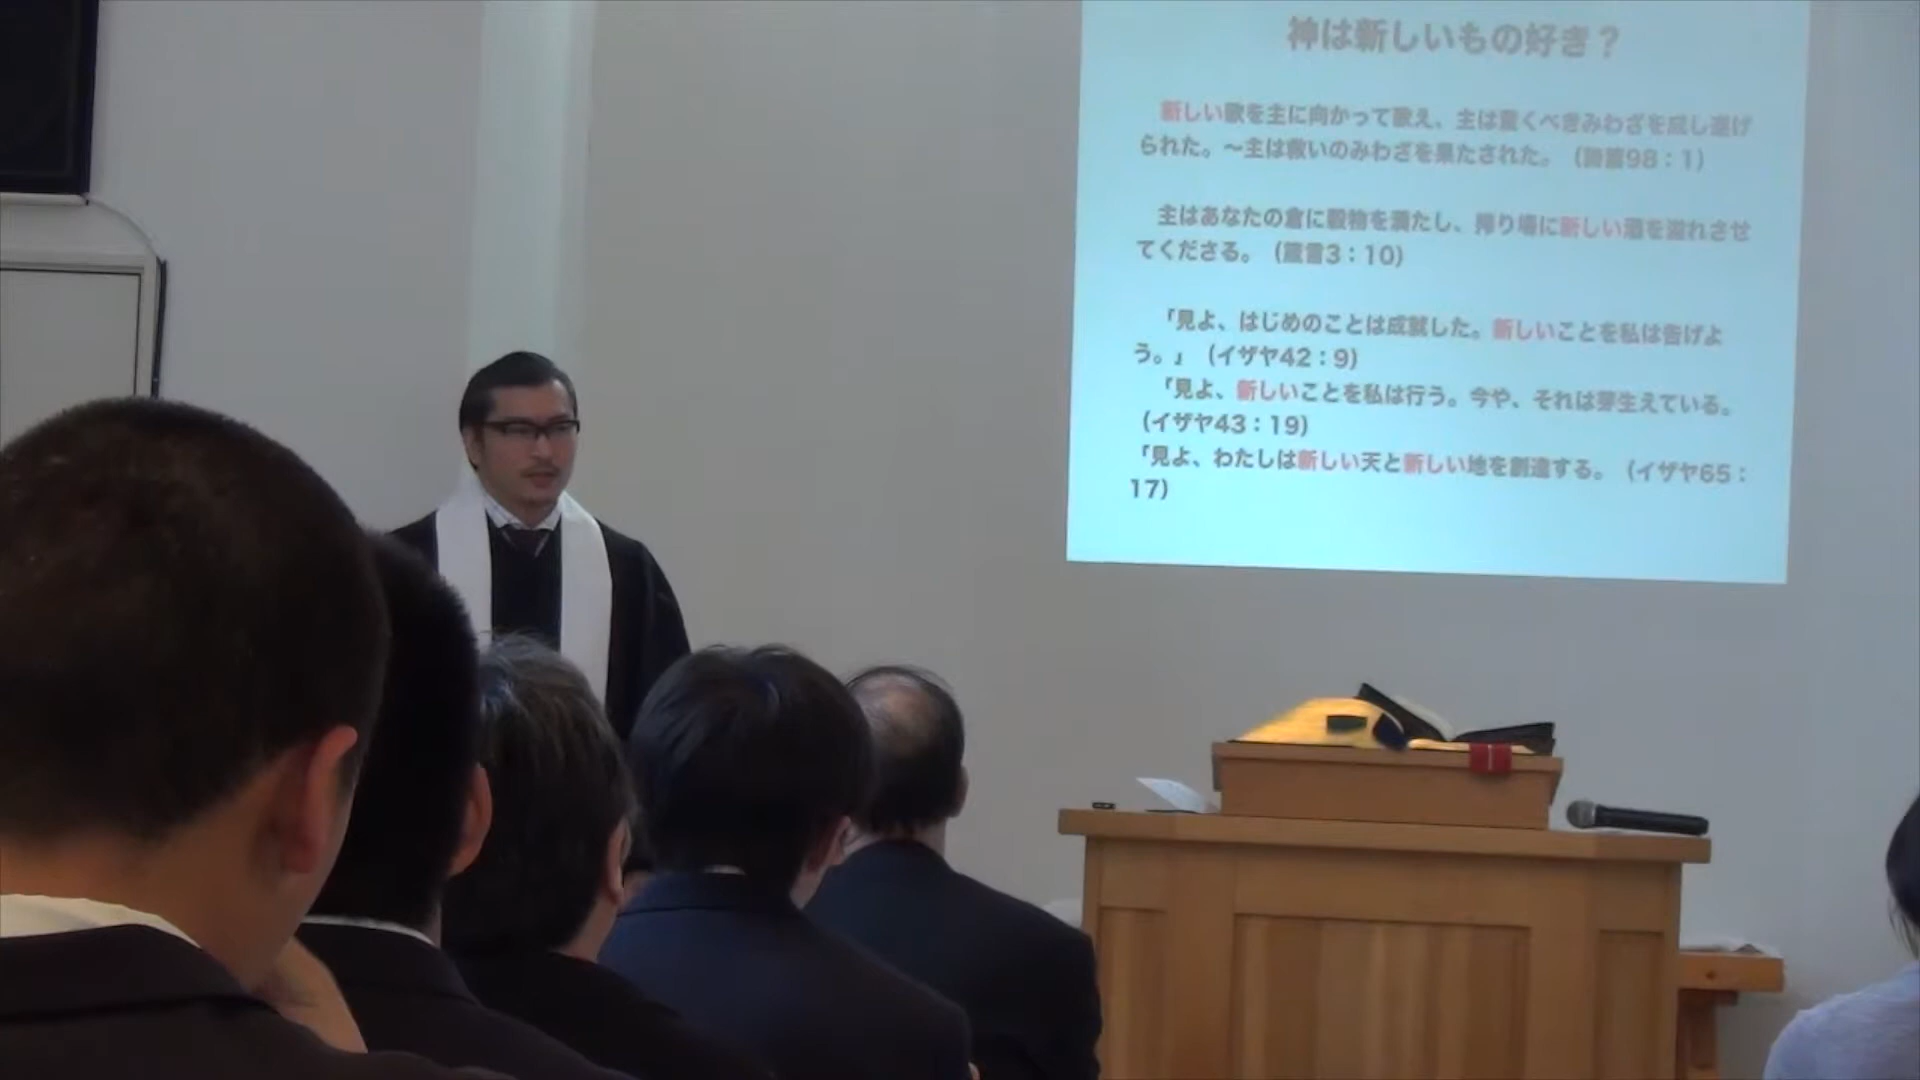 神は新しいもの好き？
新しい歌を主に向かって歌え、主は驚くべきみわざを成し遂げ
られた。〜主は救いのみわざを果たされた。（詩篇98：1）
主はあなたの倉に穀物を満たし、搾り場に新しい酒を溢れさせ
てくださる。（箴言3：10）
「見よ、はじめのことは成就した。新しいことを私は告げよ
う。」（イザヤ42：9）
「見よ、新しいことを私は行う。今や、それは芽生えている。
（イザヤ43：19）
「見よ、わたしは新しい天と新しい地を創造する。（イザヤ65：
17）